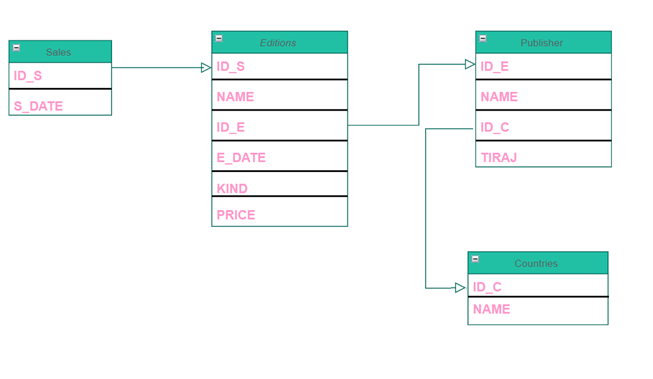 Sales
ID_S
S_DATE
Editions
ID_S
NAME
ID_E
E_DATE
KIND
PRICE
Publisher
ID_E
NAME
ID_C
TIRAJ
Countries
ID_C
NAME